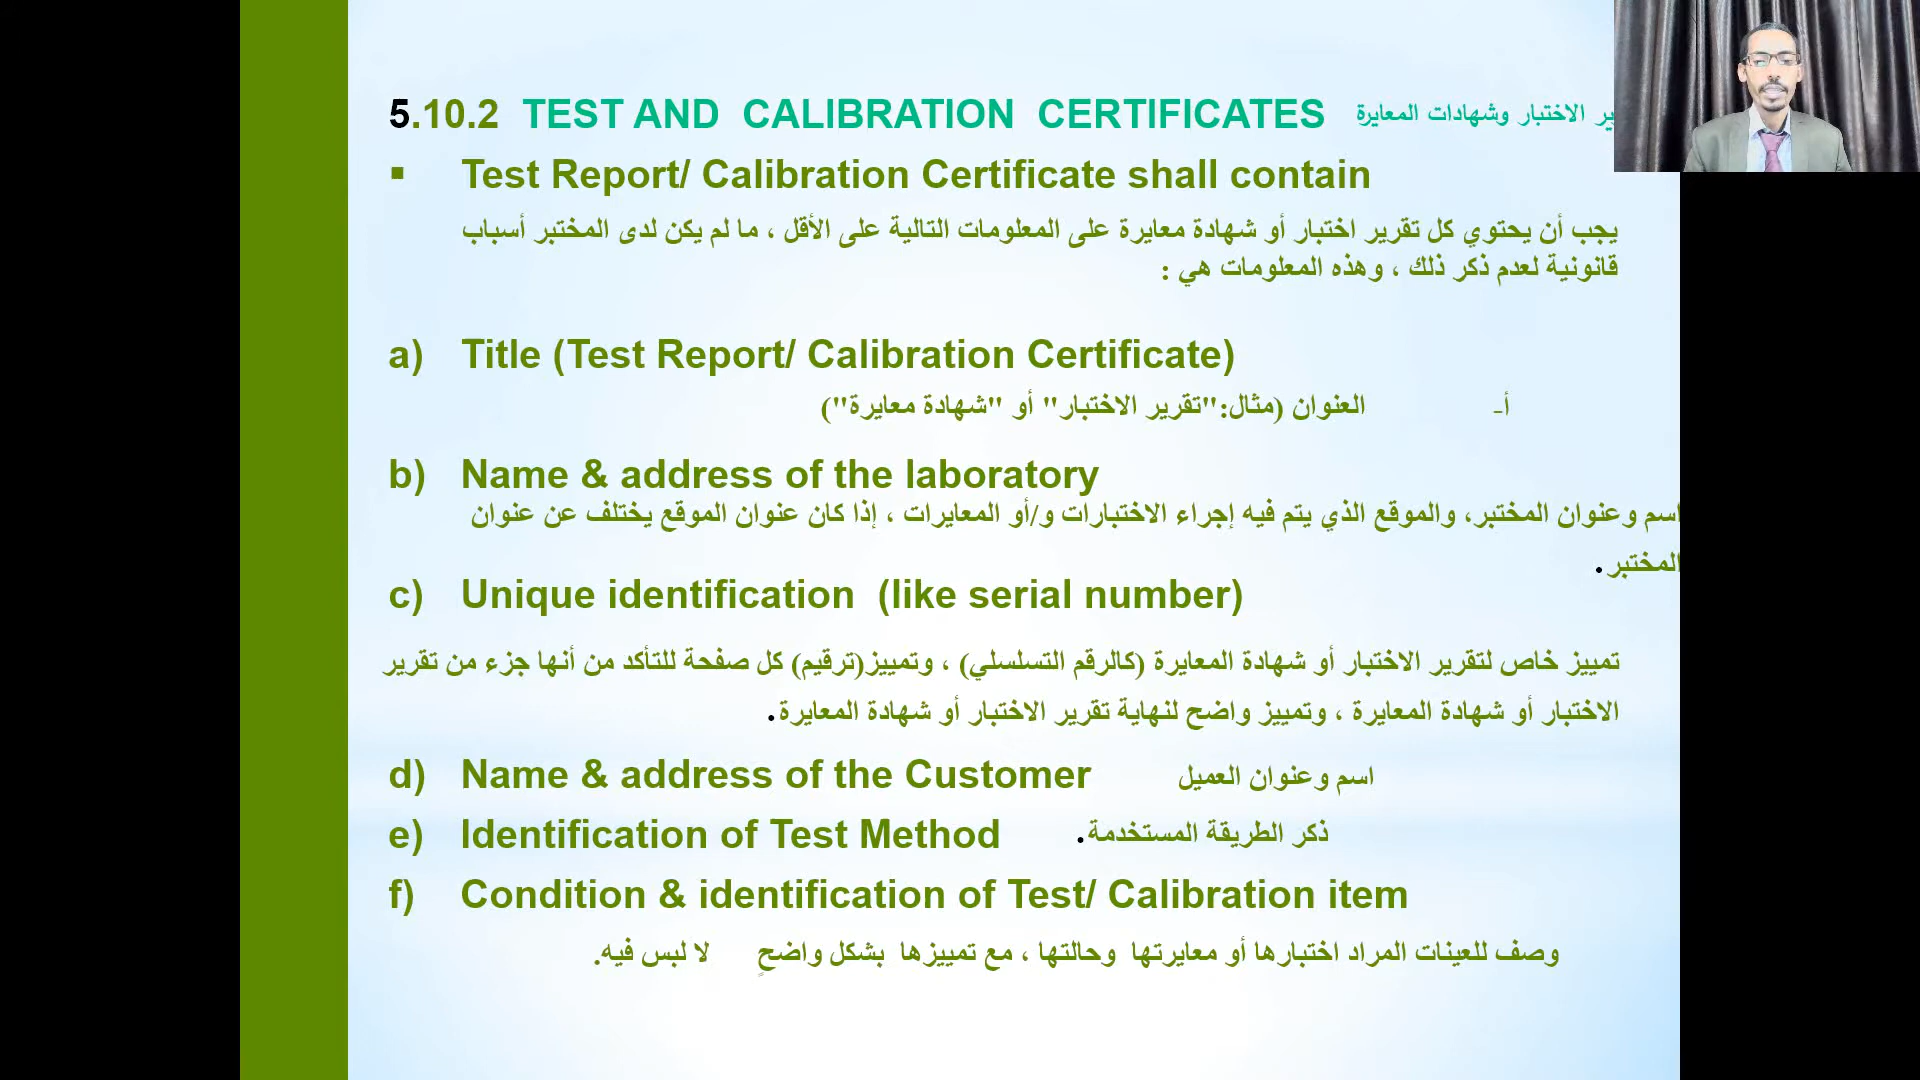 5.10.2 TEST AND CALIBRATION CERTIFICATES الاختبار وشهادات المعايرة
▪ Test Report/ Calibration Certificate shall contain
يجب أن يحتوي كل تقرير اختبار أو شهادة معايرة على المعلومات التالية على الأقل ، ما لم يكن لدى المختبر أسباب
قانونية لعدم ذكر ذلك ، وهذه المعلومات هي :
a) Title (Test Report/ Calibration Certificate)
أ- العنوان (مثال:"تقرير الاختبار" أو "شهادة معايرة")
b) Name & address of the laboratory
اسم وعنوان المختبر، والموقع الذي يتم فيه إجراء الاختبارات و/أو المعايرات ، إذا كان عنوان الموقع يختلف عن عنوان
المختبر.
c) Unique identification (like serial number)
تمييز خاص لتقرير الاختبار أو شهادة المعايرة (كالرقم التسلسلي) ، وتمييز(ترقيم) كل صفحة للتأكد من أنها جزء من تقرير
الاختبار أو شهادة المعايرة ، وتمييز واضح لنهاية تقرير الاختبار أو شهادة المعايرة.
d) Name & address of the Customer اسم وعنوان العميل
e) Identification of Test Method ذكر الطريقة المستخدمة.
f) Condition & identification of Test/ Calibration item
وصف للعينات المراد اختبارها أو معايرتها وحالتها ، مع تمييزها بشكل واضحٍ لا لبس فيه.